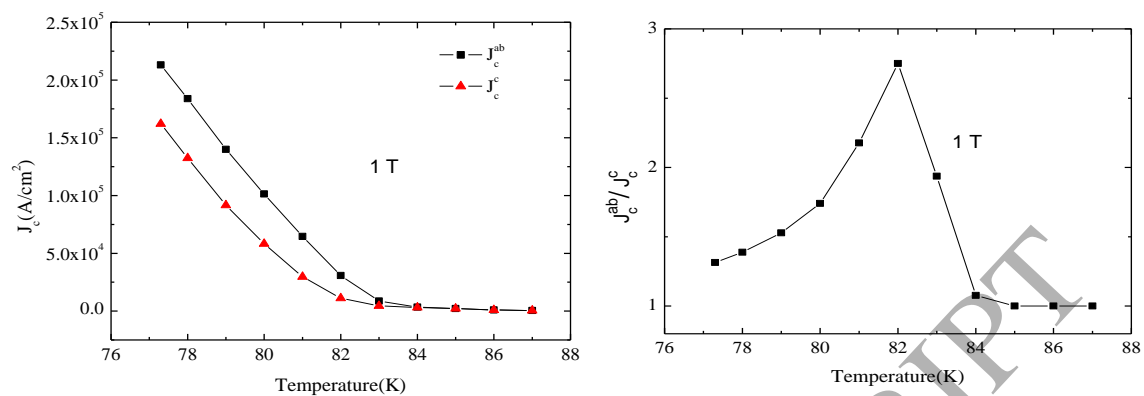 2.5x10^5
2.0x10^5
1.5x10^5
1.0x10^5
5.0x10^4
0.0
J_c(A/cm^2)
J_c^ab
J_c^c
1 T
76 78 80 82 84 86 88
Temperature(K)
3
2
1
J_c^ab/ J_c^c
1 T
76 78 80 82 84 86 88
Temperature(K)